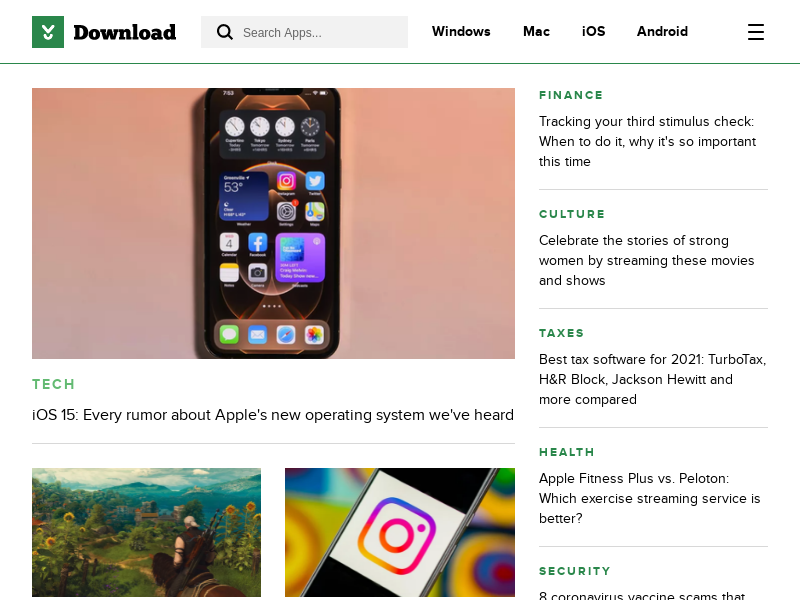 Download
Search Apps...
Windows
Mac
iOS
Android
7:53
Greenville
53°
4
TECH
iOS 15: Every rumor about Apple's new operating system we've heard
FINANCE
Tracking your third stimulus check:
When to do it, why it's so important
this time
CULTURE
Celebrate the stories of strong
women by streaming these movies
and shows
TAXES
Best tax software for 2021: TurboTax,
H&R Block, Jackson Hewitt and
more compared
HEALTH
Apple Fitness Plus vs. Peloton:
Which exercise streaming service is
better?
SECURITY
8 coronavirus vaccine scams that